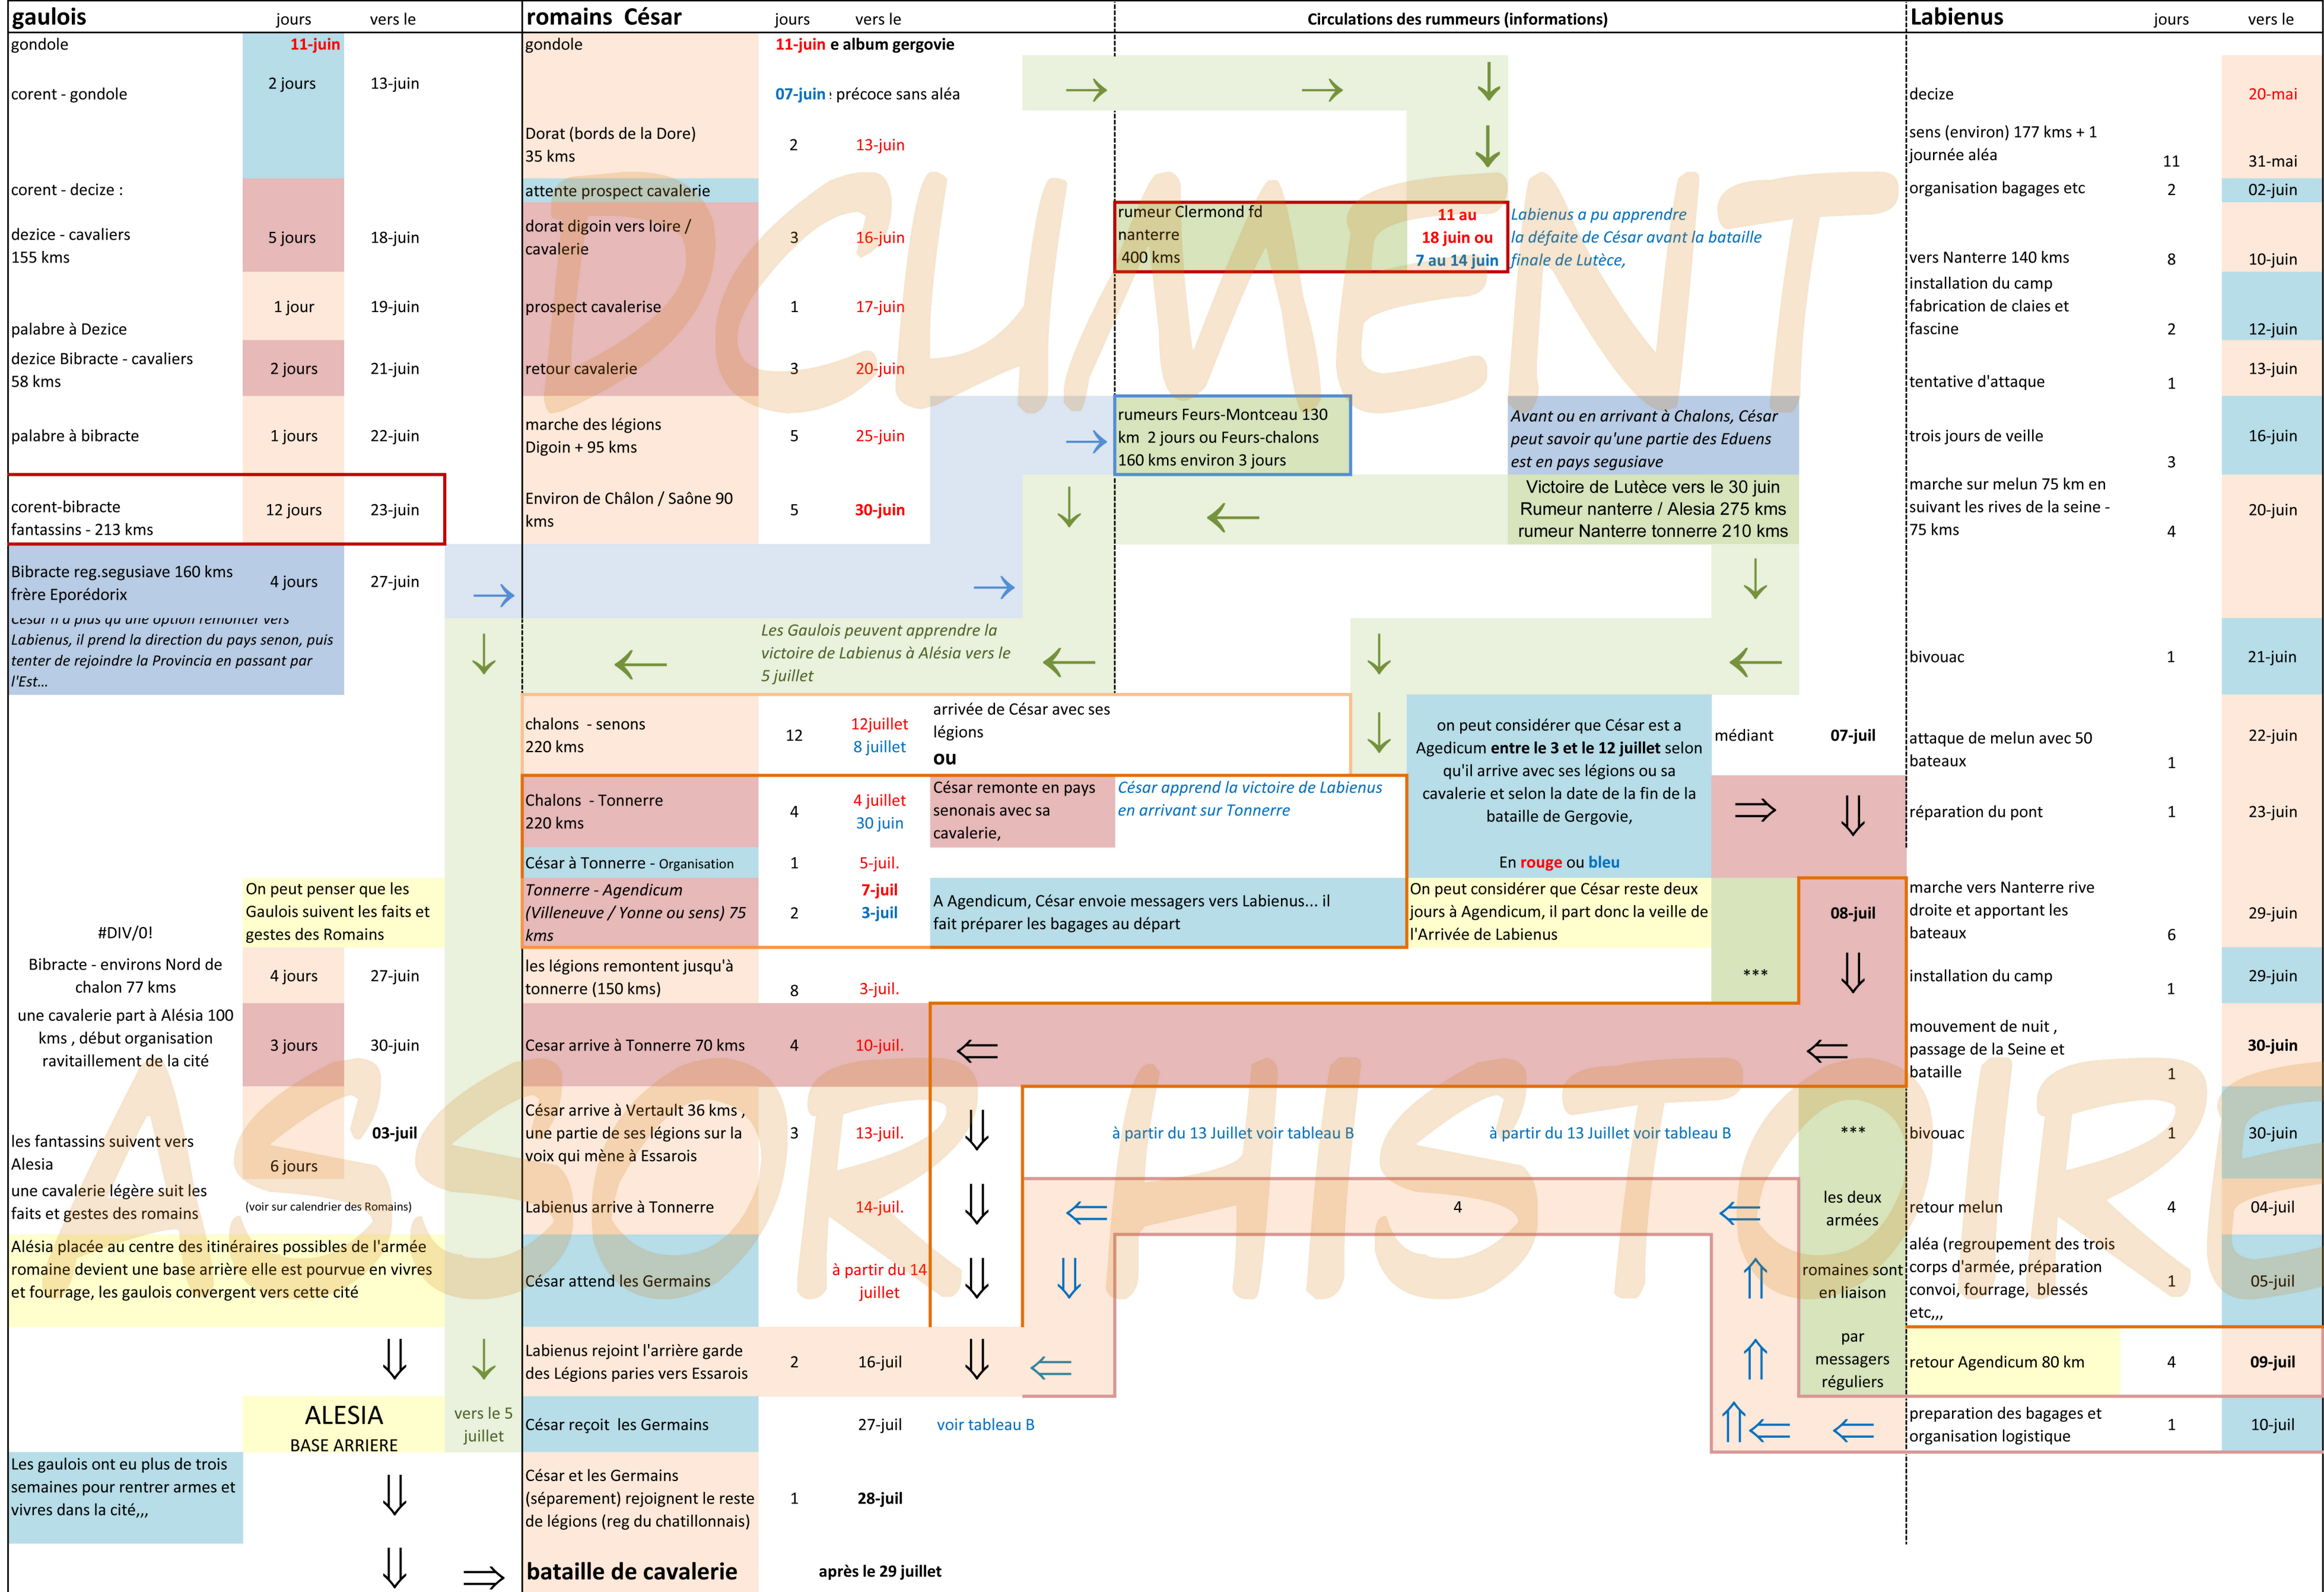 gaulois jours vers le
gondole 11-juin
corent - gondole 2 jours 13-juin
corent - decize :
dezice - cavaliers
155 kms
5 jours 18-juin
palabre à Dezice 1 jour 19-juin
dezice Bibracte - cavaliers
58 kms
2 jours 21-juin
palabre à bibracte 1 jours 22-juin
corent-bibracte
fantassins - 213 kms
12 jours 23-juin
Bibracte reg.segusiave 160 kms
frère Eporédorix
4 jours 27-juin
César n'a plus qu'une option remonter vers
Labienus, il prend la direction du pays senon, puis
tenter de rejoindre la Provincia en passant par
l'Est...
#DIV/0!
On peut penser que les
Gaulois suivent les faits et
gestes des Romains
Bibracte - environs Nord de
chalon 77 kms
4 jours 27-juin
une cavalerie part à Alésia 100
kms , début organisation
ravitaillement de la cité
3 jours 30-juin
les fantassins suivent vers
Alesia
6 jours 03-juil
une cavalerie légère suit les
faits et gestes des romains
(voir sur calendrier des Romains)
Alésia placée au centre des itinéraires possibles de l'armée
romaine devient une base arrière elle est pourvue en vivres
et fourrage, les gaulois convergent vers cette cité
ALESIA
BASE ARRIERE
vers le 5
juillet
Les gaulois ont eu plus de trois
semaines pour rentrer armes et
vivres dans la cité,,,
romains César jours vers le
gondole 11-juin e album gergovie
07-juin : précoce sans aléa
Dorat (bords de la Dore)
35 kms
2 13-juin
attente prospect cavalerie
dorat digoin vers loire /
cavalerie
3 16-juin
prospect cavalerise 1 17-juin
retour cavalerie 3 20-juin
marche des légions
Digoin + 95 kms
5 25-juin
Environ de Châlon / Saône 90
kms
5 30-juin
Les Gaulois peuvent apprendre la
victoire de Labienus à Alésia vers le
5 juillet
chalons - senons
220 kms
12
12juillet
8 juillet
arrivée de César avec ses
légions
ou
Chalons - Tonnerre
220 kms
4
4 juillet
30 juin
César remonte en pays
senonais avec sa
cavalerie,
César apprend la victoire de Labienus
en arrivant sur Tonnerre
César à Tonnerre - Organisation 1 5-juil.
Tonnerre - Agendicum
(Villeneuve / Yonne ou sens) 75
kms
2
7-juil
3-juil
A Agendicum, César envoie messagers vers Labienus... il
fait préparer les bagages au départ
les légions remontent jusqu'à
tonnerre (150 kms)
8 3-juil.
Cesar arrive à Tonnerre 70 kms 4 10-juil.
César arrive à Vertault 36 kms ,
une partie de ses légions sur la
voix qui mène à Essarois
3 13-juil.
Labienus arrive à Tonnerre 14-juil.
César attend les Germains
à partir du 14
juillet
Labienus rejoint l'arrière garde
des Légions paries vers Essarois
2 16-juil
César reçoit les Germains 27-juil voir tableau B
César et les Germains
(séparement) rejoignent le reste
de légions (reg du chatillonnais)
1 28-juil
bataille de cavalerie après le 29 juillet
Circulations des rummeurs (informations)
rumeur Clermond fd
nanterre
400 kms
11 au
18 juin ou
7 au 14 juin
Labienus a pu apprendre
la défaite de César avant la bataille
finale de Lutèce,
rumeurs Feurs-Montceau 130
km 2 jours ou Feurs-chalons
160 kms environ 3 jours
Avant ou en arrivant à Chalons, César
peut savoir qu'une partie des Eduens
est en pays segusiave
Victoire de Lutèce vers le 30 juin
Rumeur nanterre / Alesia 275 kms
rumeur Nanterre tonnerre 210 kms
on peut considérer que César est a
Agedicum entre le 3 et le 12 juillet selon
qu'il arrive avec ses légions ou sa
cavalerie et selon la date de la fin de la
bataille de Gergovie,
En rouge ou bleu
médiant 07-juil
On peut considérer que César reste deux
jours à Agendicum, il part donc la veille de
l'Arrivée de Labienus
08-juil
***
à partir du 13 Juillet voir tableau B à partir du 13 Juillet voir tableau B
***
4
les deux
armées
romaines sont
en liaison
par
messagers
réguliers
Labienus jours vers le
decize 20-mai
sens (environ) 177 kms + 1
journée aléa
11 31-mai
organisation bagages etc 2 02-juin
vers Nanterre 140 kms 8 10-juin
installation du camp
fabrication de claies et
fascine
2 12-juin
tentative d'attaque 1 13-juin
trois jours de veille 3 16-juin
marche sur melun 75 km en
suivant les rives de la seine -
75 kms
4 20-juin
bivouac 1 21-juin
attaque de melun avec 50
bateaux
1 22-juin
réparation du pont 1 23-juin
marche vers Nanterre rive
droite et apportant les
bateaux
6 29-juin
installation du camp 1 29-juin
mouvement de nuit ,
passage de la Seine et
bataille
1 30-juin
bivouac 1 30-juin
retour melun 4 04-juil
aléa (regroupement des trois
corps d'armée, préparation
convoi, fourrage, blessés
etc,,,
1 05-juil
retour Agendicum 80 km 4 09-juil
preparation des bagages et
organisation logistique
1 10-juil
DCUMENT
ASSOR HISTOIRE